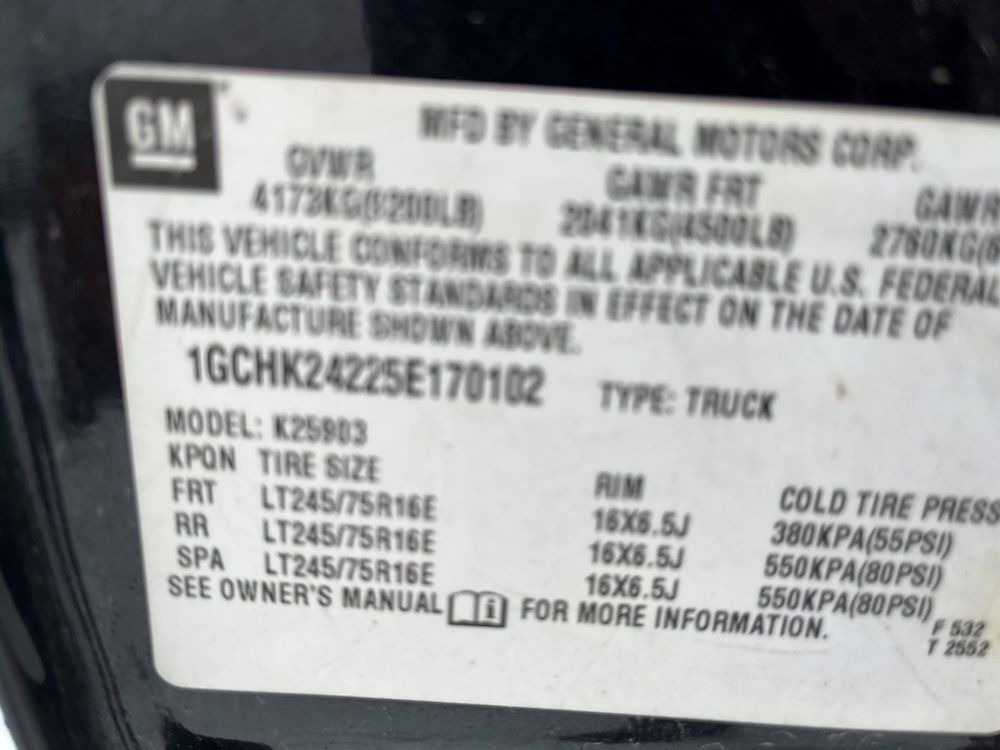 GM
MFD BY GENERAL MOTORS CORP.
GVWR GAWR FRT GAWR
4173KG(9200LB) 2041KG(4500LB) 2760KG(6
THIS VEHICLE CONFORMS TO ALL APPLICABLE U.S. FEDERAL
VEHICLE SAFETY STANDARDS IN EFFECT ON THE DATE OF
MANUFACTURE SHOWN ABOVE.
1GCHK24225E170102 TYPE: TRUCK
MODEL: K25903
KPQN TIRE SIZE RIM COLD TIRE PRESS
FRT LT245/75R16E 16X6.5J 380KPA(55PSI)
RR LT245/75R16E 16X6.5J 550KPA(80PSI)
SPA LT245/75R16E 16X6.5J 550KPA(80PSI)
SEE OWNER'S MANUAL i FOR MORE INFORMATION.
F 532
T 2552